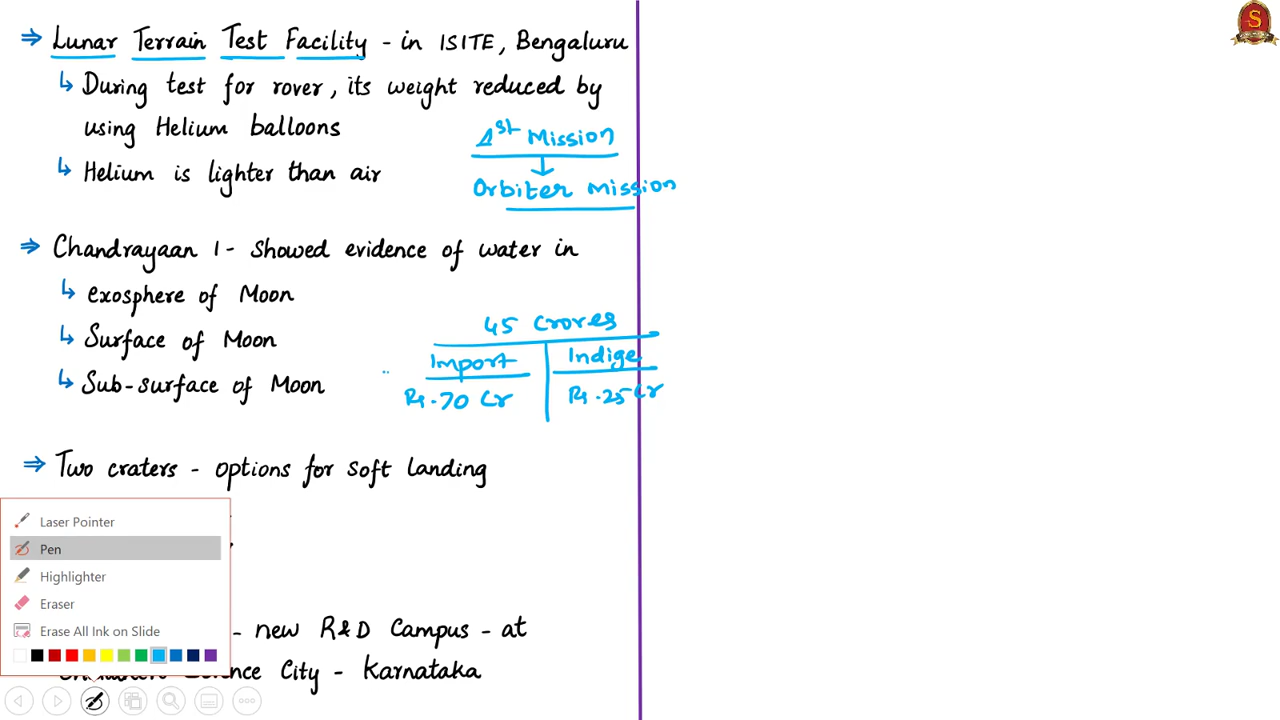 ⇒ Lunar Terrain Test Facility - in ISITE, Bengaluru
↳ During test for rover, its weight reduced by
using Helium balloons
↳ Helium is lighter than air
1st Mission
↓
Orbiter Mission
⇒ Chandrayaan 1 - showed evidence of water in
↳ exosphere of Moon
↳ Surface of Moon
↳ Sub-surface of Moon
45 Crores
Import
Indige
Rs.70 Cr
Rs.25 Cr
⇒ Two craters - options for soft landing
- new R&D Campus - at
City - Karnataka
Laser Pointer
Pen
Highlighter
Eraser
Erase All Ink on Slide
S